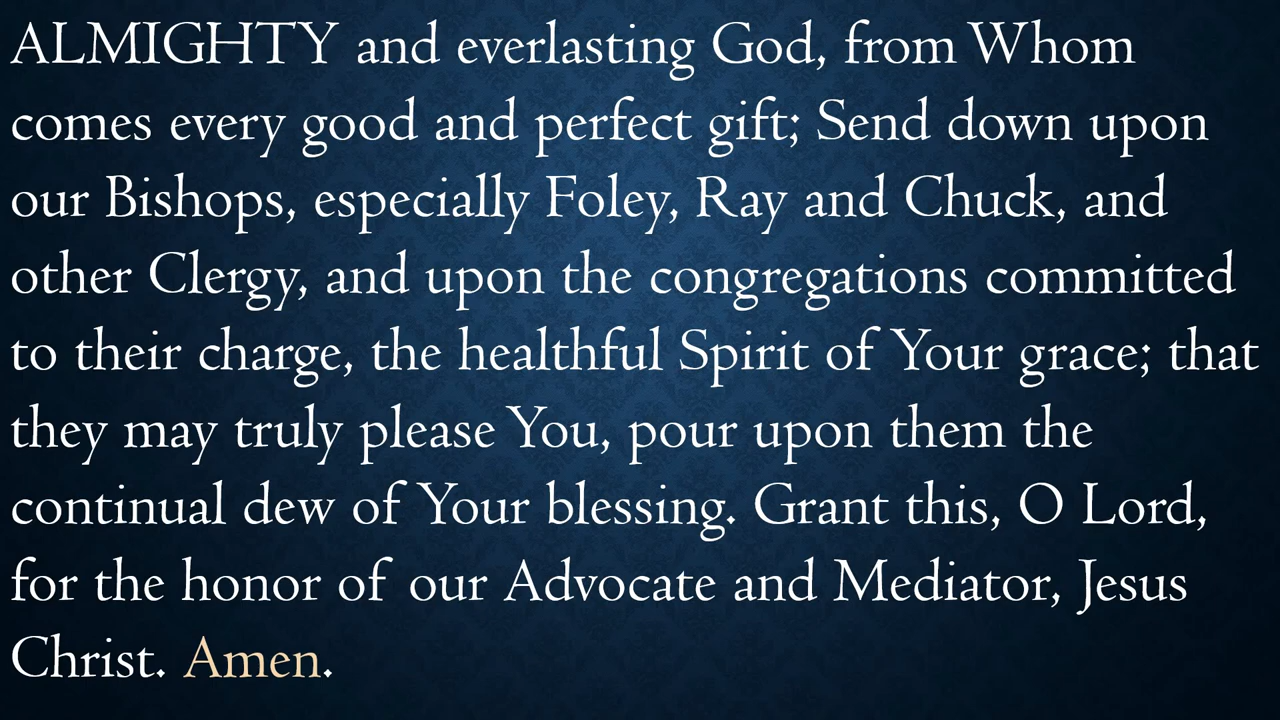 ALMIGHTY and everlasting God, from Whom
comes every good and perfect gift; Send down upon
our Bishops, especially Foley, Ray and Chuck, and
other Clergy, and upon the congregations committed
to their charge, the healthful Spirit of Your grace; that
they may truly please You, pour upon them the
continual dew of Your blessing. Grant this, O Lord,
for the honor of our Advocate and Mediator, Jesus
Christ. Amen.